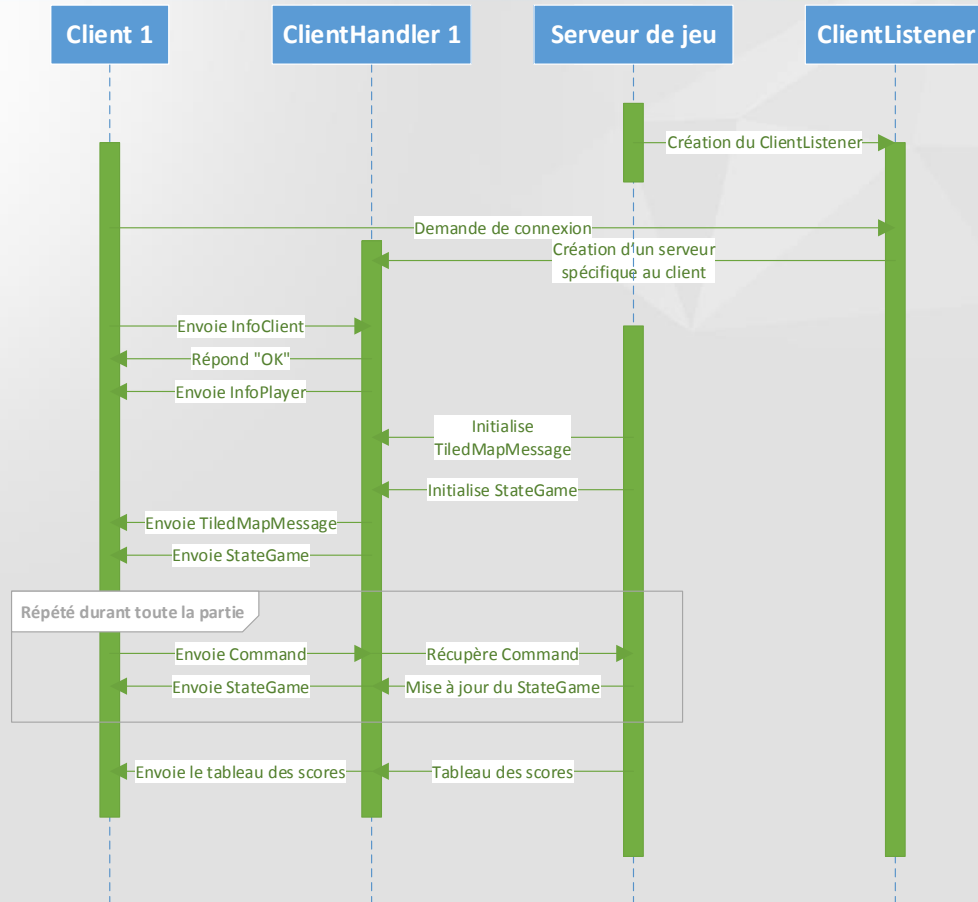 Client 1
ClientHandler 1
Serveur de jeu
ClientListener
Création du ClientListener
Demande de connexion
Création d'un serveur
spécifique au client
Envoie InfoClient
Répond "OK"
Envoie InfoPlayer
Initialise
TiledMapMessage
Initialise StateGame
Envoie TiledMapMessage
Envoie StateGame
Répété durant toute la partie
Envoie Command
Récupère Command
Envoie StateGame
Mise à jour du StateGame
Envoie le tableau des scores
Tableau des scores